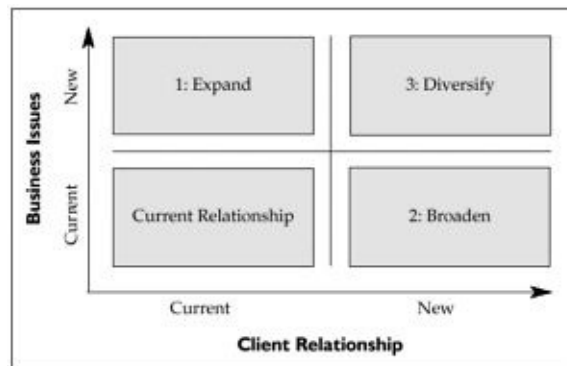 New
1: Expand
3: Diversify
Business Issues
Current
Current Relationship
2: Broaden
Current
New
Client Relationship